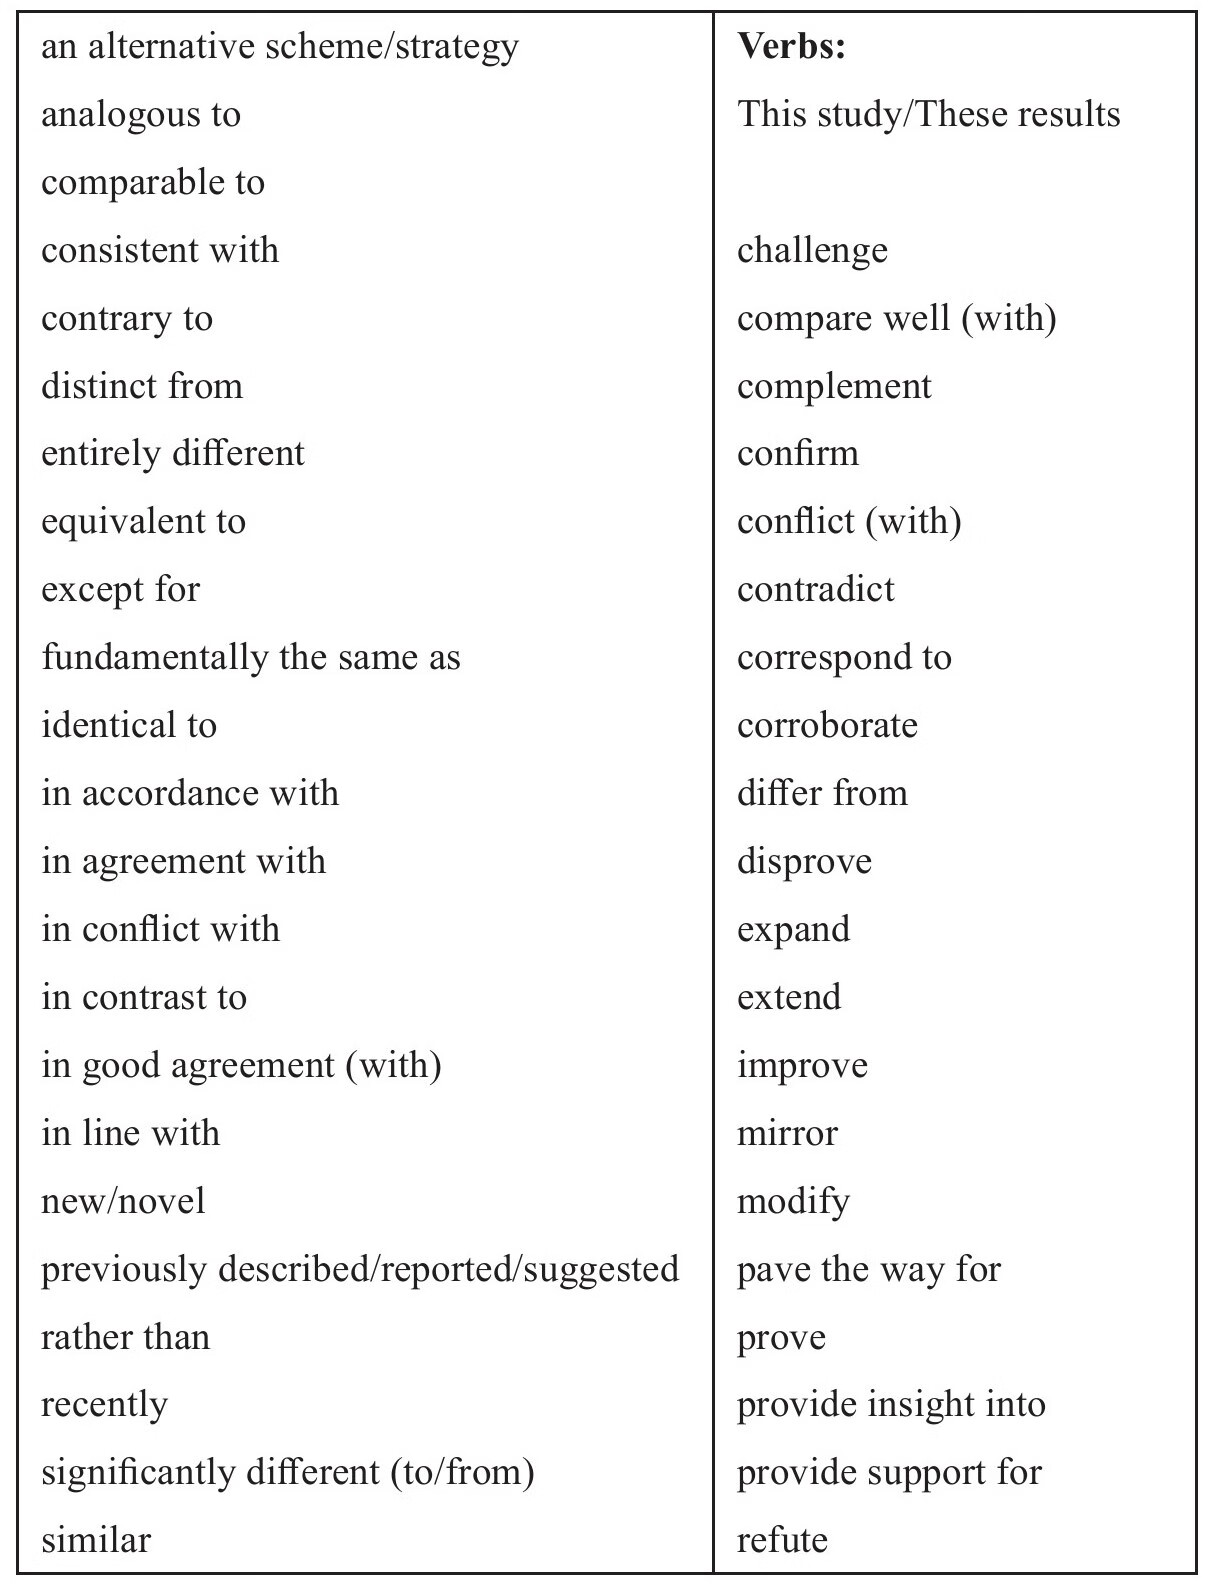 an alternative scheme/strategy
analogous to
comparable to
consistent with
contrary to
distinct from
entirely different
equivalent to
except for
fundamentally the same as
identical to
in accordance with
in agreement with
in conflict with
in contrast to
in good agreement (with)
in line with
new/novel
previously described/reported/suggested
rather than
recently
significantly different (to/from)
similar
Verbs:
This study/These results
challenge
compare well (with)
complement
confirm
conflict (with)
contradict
correspond to
corroborate
differ from
disprove
expand
extend
improve
mirror
modify
pave the way for
prove
provide insight into
provide support for
refute